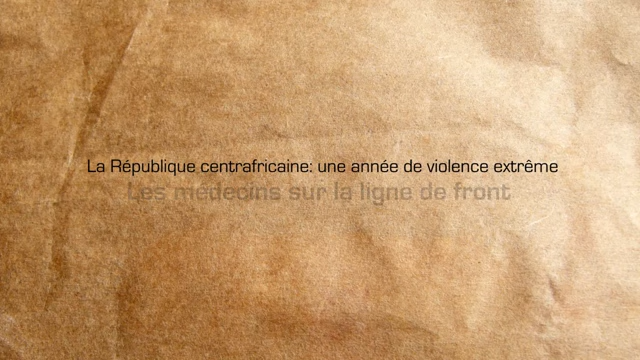 La République centrafricaine: une année de violence extrême
Les médecins sur la ligne de front